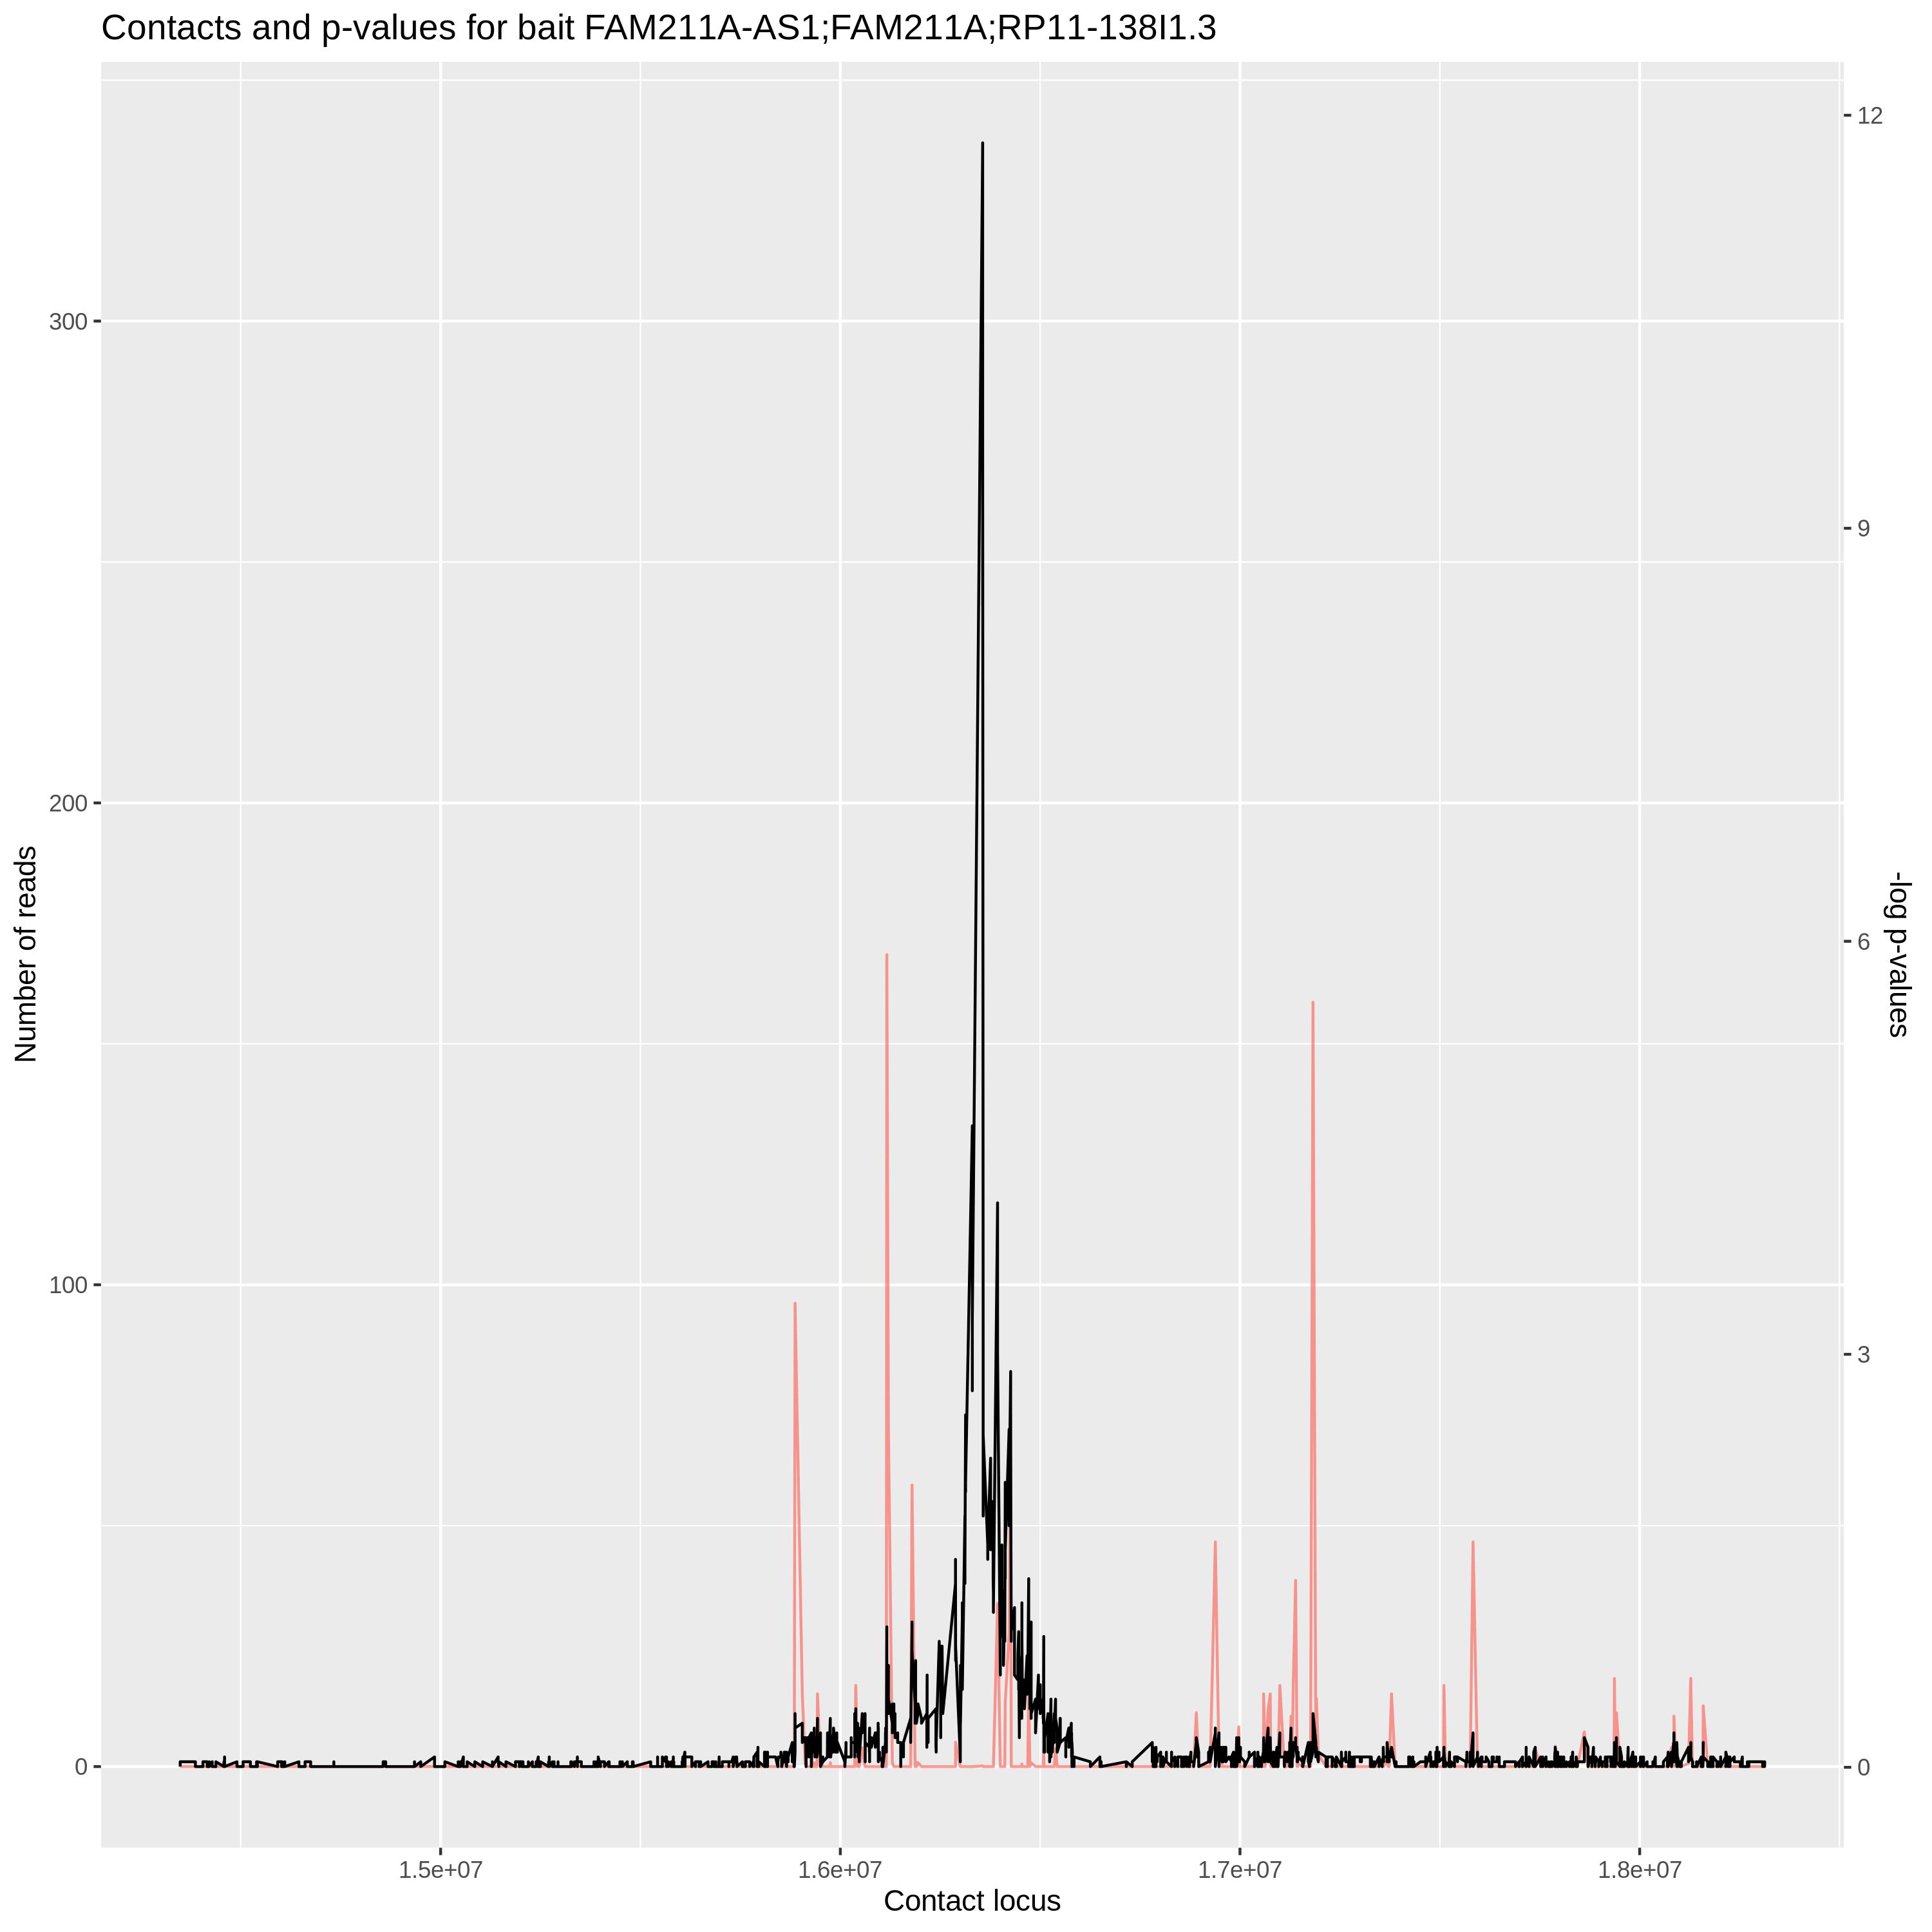 Contacts and p-values for bait FAM211A-AS1;FAM211A;RP11-138I1.3
12
300
9
200
Number of reads
6
-log p-values
100
3
0
0
1.5e+07
1.6e+07
1.7e+07
1.8e+07
Contact locus